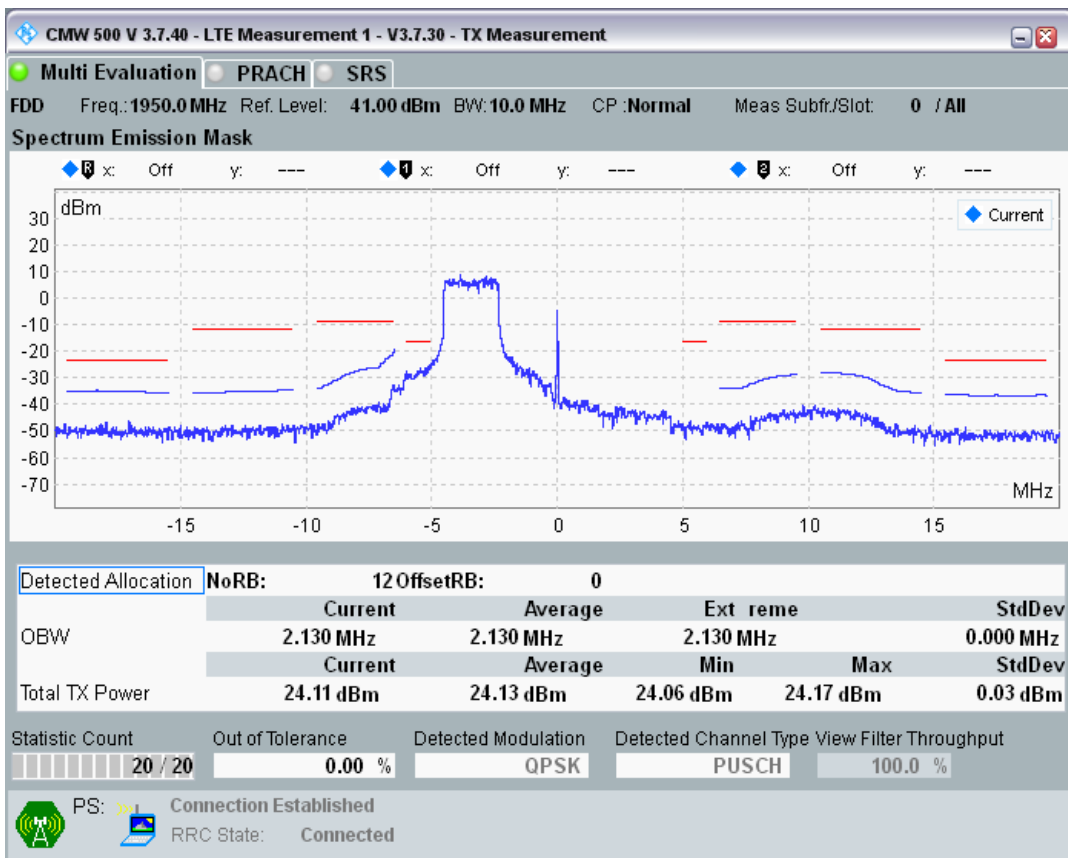 CMW 500 V 3.7.40 - LTE Measurement 1 - V3.7.30 - TX Measurement
Multi Evaluation PRACH SRS
FDD Freq.: 1950.0 MHz Ref. Level: 41.00 dBm BW: 10.0 MHz CP : Normal Meas Subfr./Slot: 0 / All
Spectrum Emission Mask
R x: Off y: --- 1 x: Off y: --- 2 x: Off y: ---
dBm
Current
30
20
10
0
-10
-20
-30
-40
-50
-60
-70
MHz
-15 -10 -5 0 5 10 15
Detected Allocation NoRB: 12 OffsetRB: 0
Current Average Ext reme StdDev
OBW 2.130 MHz 2.130 MHz 2.130 MHz 0.000 MHz
Current Average Min Max StdDev
Total TX Power 24.11 dBm 24.13 dBm 24.06 dBm 24.17 dBm 0.03 dBm
Statistic Count Out of Tolerance Detected Modulation Detected Channel Type View Filter Throughput
20 / 20 0.00 % QPSK PUSCH 100.0 %
PS: Connection Established
RRC State: Connected